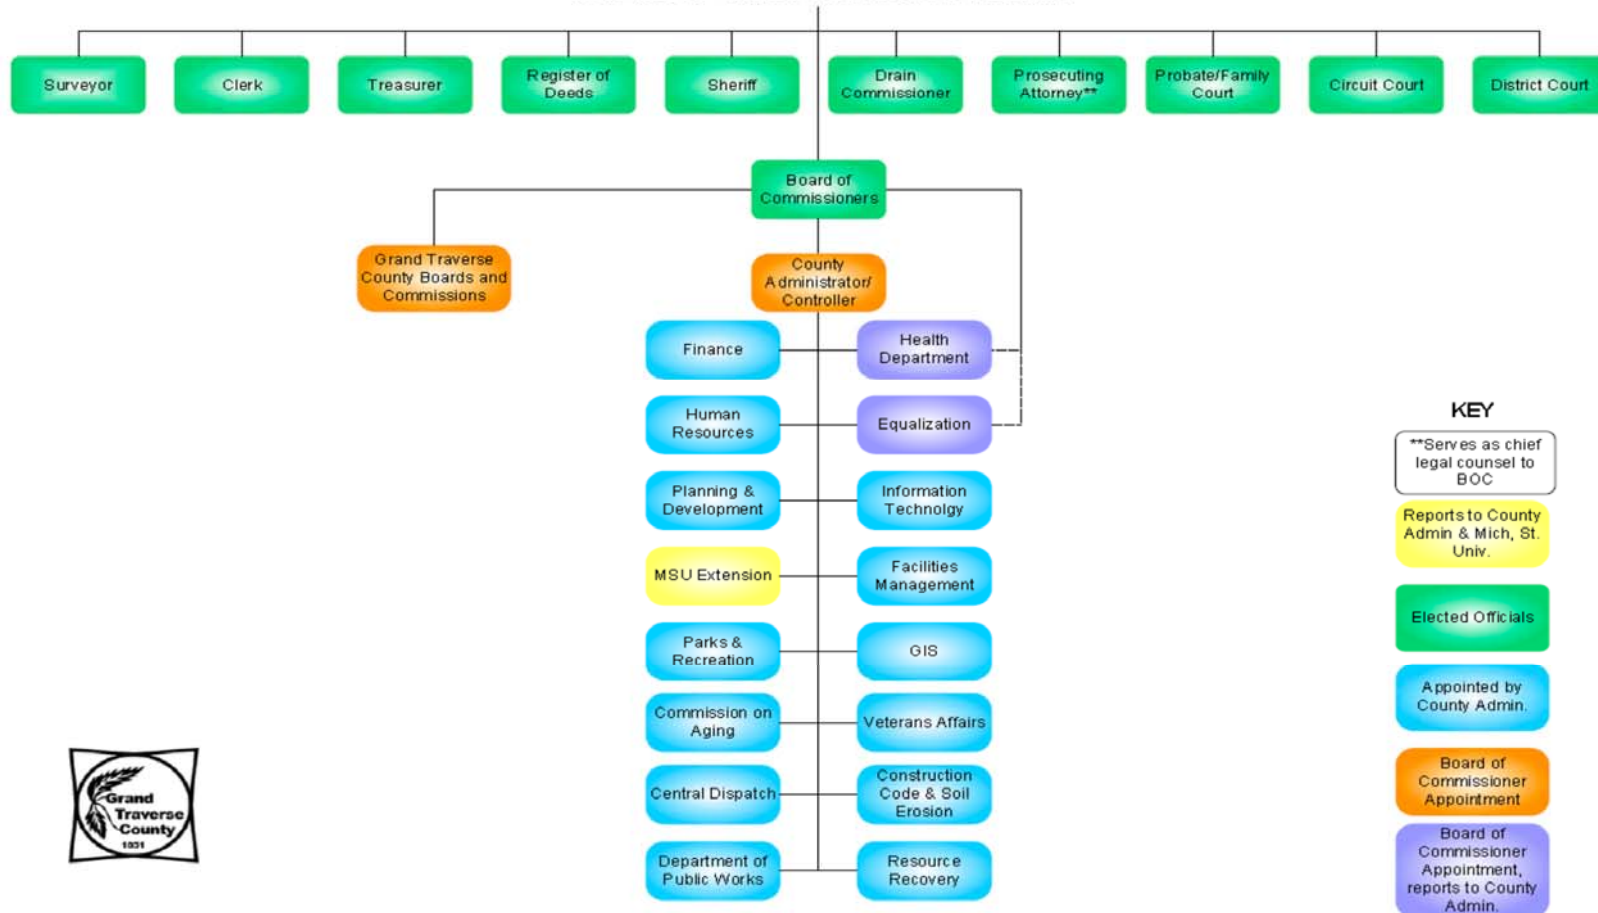 Surveyor
Clerk
Treasurer
Register of
Deeds
Sheriff
Drain
Commissioner
Prosecuting
Attorney**
Probate/Family
Court
Circuit Court
District Court
Board of
Commissioners
Grand Traverse
County Boards and
Commissions
County
Administrator/
Controller
Finance
Health
Department
Human
Resources
Equalization
Planning &
Development
Information
Technolgy
MSU Extension
Facilities
Management
Parks &
Recreation
GIS
Commission on
Aging
Veterans Affairs
Central Dispatch
Construction
Code & Soil
Erosion
Department of
Public Works
Resource
Recovery
KEY
**Serves as chief
legal counsel to
BOC
Reports to County
Admin & Mich, St.
Univ.
Elected Officials
Appointed by
County Admin.
Board of
Commissioner
Appointment
Board of
Commissioner
Appointment,
reports to County
Admin.
Grand
Traverse
County